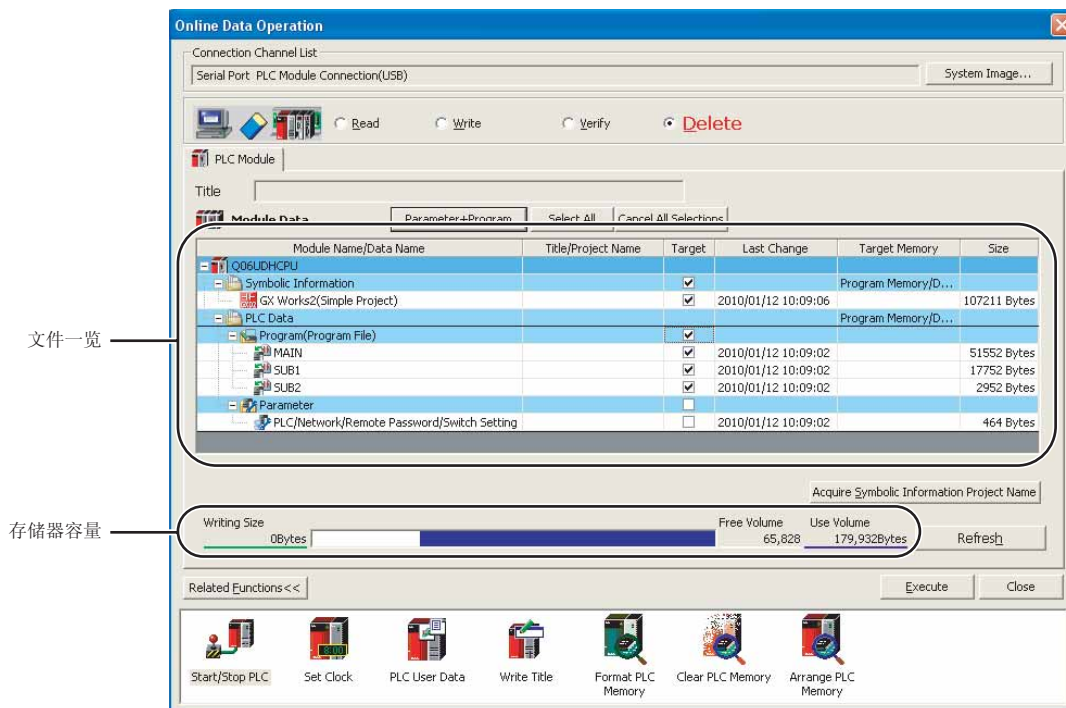 Online Data Operation
Connection Channel List
Serial Port PLC Module Connection(USB)
System Image...
Read
Write
Verify
Delete
PLC Module
Title
Module Data
Parameter+Program
Select All
Cancel All Selections
Module Name/Data Name Title/Project Name Target Last Change Target Memory Size
Q06UDHCPU
Symbolic Information Program Memory/D...
GX Works2(Simple Project) 2010/01/12 10:09:06 107211 Bytes
PLC Data Program Memory/D...
Program(Program File)
文件一览
MAIN 2010/01/12 10:09:02 51552 Bytes
SUB1 2010/01/12 10:09:02 17752 Bytes
SUB2 2010/01/12 10:09:02 2952 Bytes
Parameter
PLC/Network/Remote Password/Switch Setting 2010/01/12 10:09:02 464 Bytes
Acquire Symbolic Information Project Name
存储器容量
Writing Size Free Volume Use Volume
0Bytes 65,828 179,932Bytes
Refresh
Related Functions<<
Execute
Close
Start/Stop PLC
Set Clock
PLC User Data
Write Title
Format PLC
Memory
Clear PLC Memory
Arrange PLC
Memory